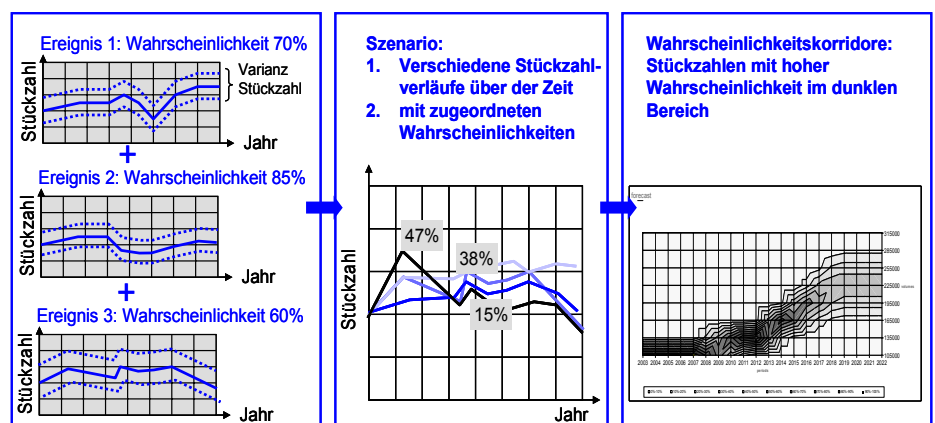 Ereignis 1: Wahrscheinlichkeit 70%
Stückzahl
Varianz
Stückzahl
Jahr
+
Ereignis 2: Wahrscheinlichkeit 85%
Stückzahl
Jahr
+
Ereignis 3: Wahrscheinlichkeit 60%
Stückzahl
Jahr
Szenario:
1. Verschiedene Stückzahl-
verläufe über der Zeit
2. mit zugeordneten
Wahrscheinlichkeiten
Stückzahl
47%
38%
15%
Jahr
Wahrscheinlichkeitskorridore:
Stückzahlen mit hoher
Wahrscheinlichkeit im dunklen
Bereich
forecast
315000
285000
255000
225000
195000
165000
135000
105000
2003 2004 2005 2006 2007 2008 2009 2010 2011 2012 2013 2014 2015 2016 2017 2018 2019 2020 2021 2022
periods